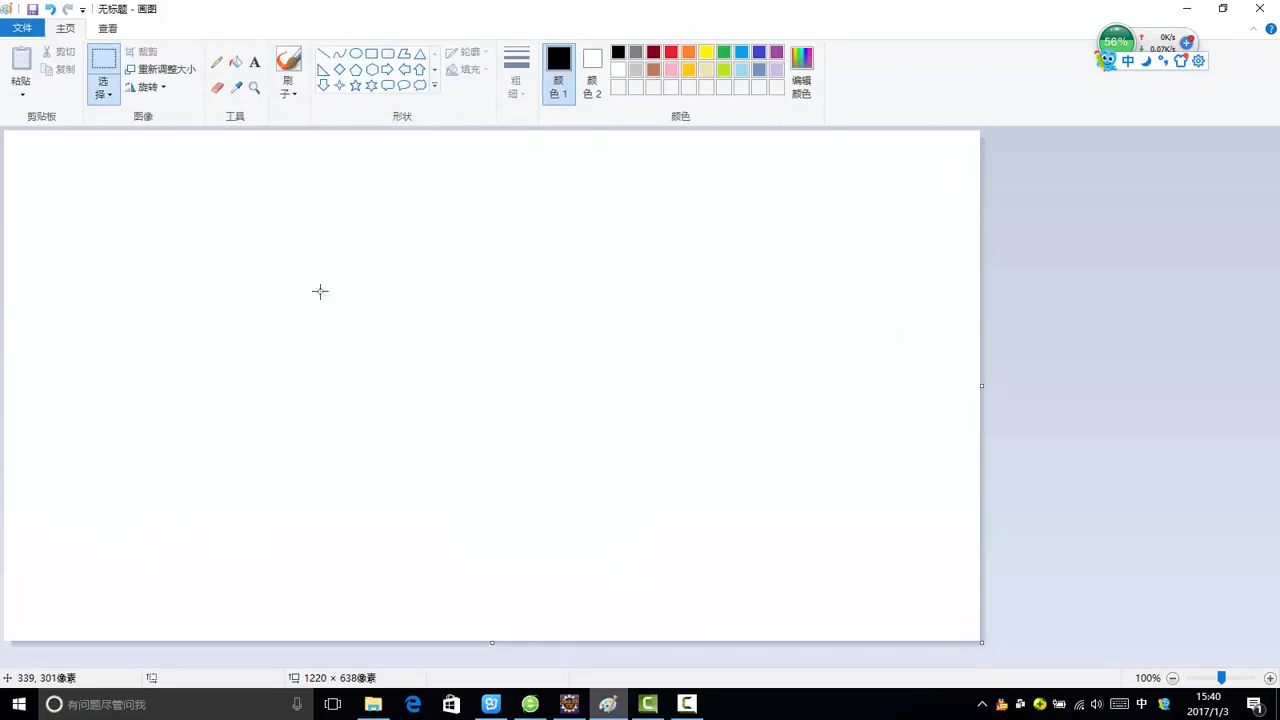 无标题 - 画图
文件
主页
查看
粘贴
剪切
复制
剪贴板
选择
裁剪
重新调整大小
旋转
图像
A
工具
刷子
轮廓
填充
形状
粗细
颜色 1
颜色 2
编辑颜色
颜色
56%
0K/s
0.07K/s
中
339, 301像素
1220 × 638像素
100%
有问题尽管问我
中
15:40
2017/1/3